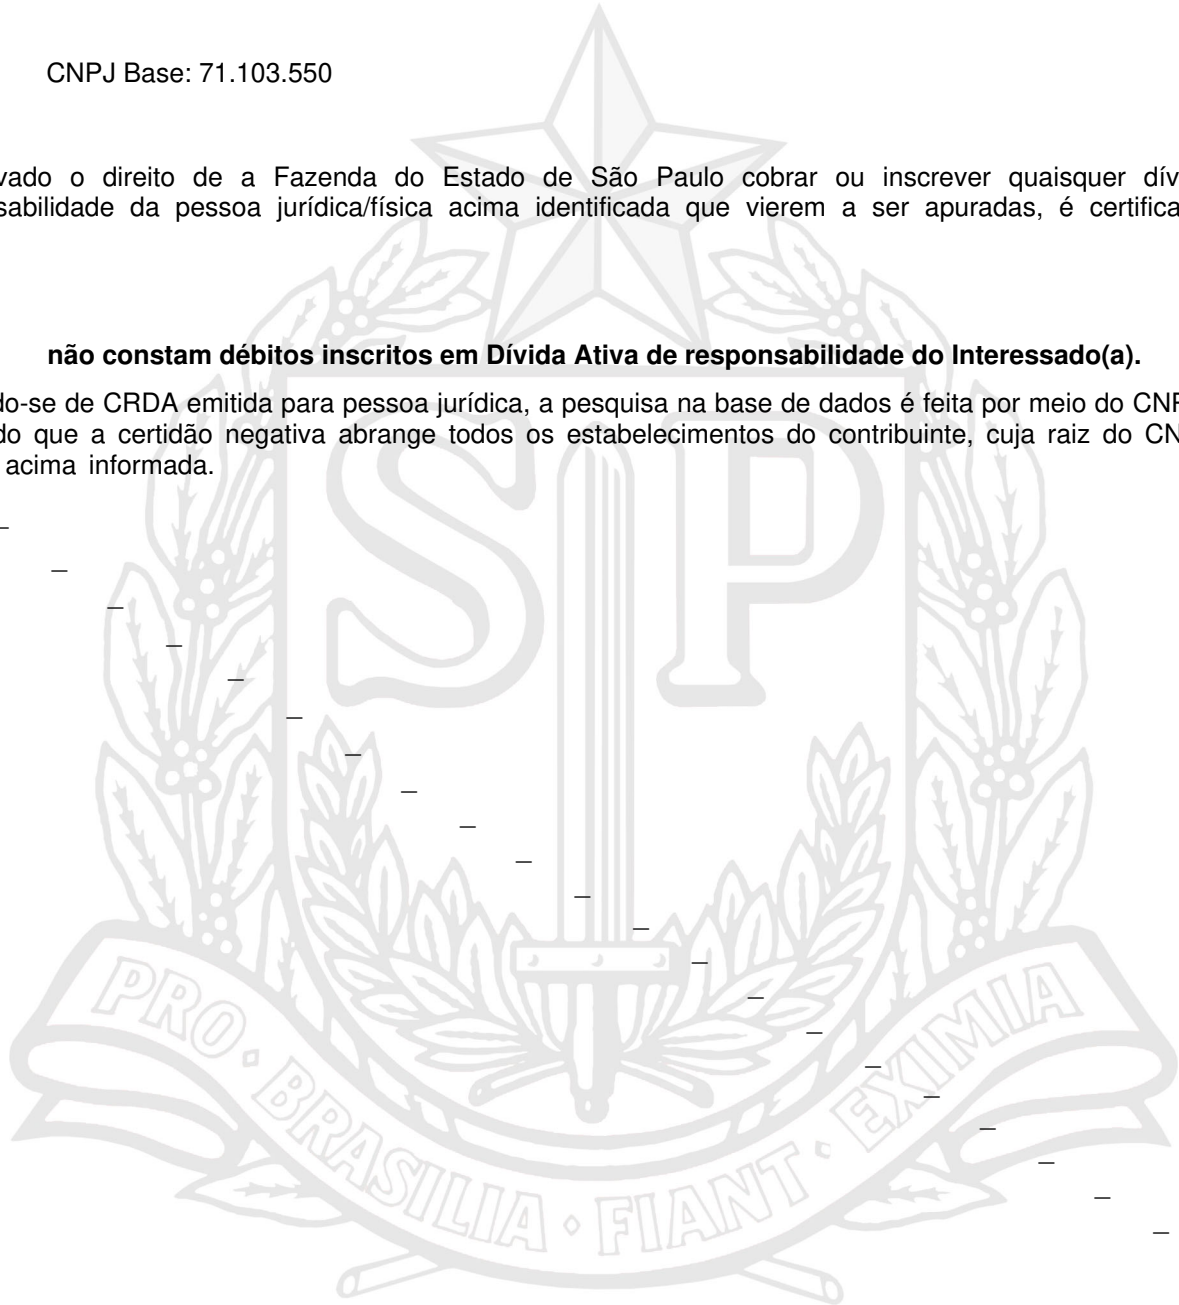 CNPJ Base: 71.103.550
vado o direito de a Fazenda do Estado de São Paulo cobrar ou inscrever quaisquer dív
sabilidade da pessoa jurídica/física acima identificada que vierem a ser apuradas, é certifica
não constam débitos inscritos em Dívida Ativa de responsabilidade do Interessado(a).
do-se de CRDA emitida para pessoa jurídica, a pesquisa na base de dados é feita por meio do CNP
do que a certidão negativa abrange todos os estabelecimentos do contribuinte, cuja raiz do CN
acima informada.
SP
PRO · BRASILIA · FIANT · EXIMIA